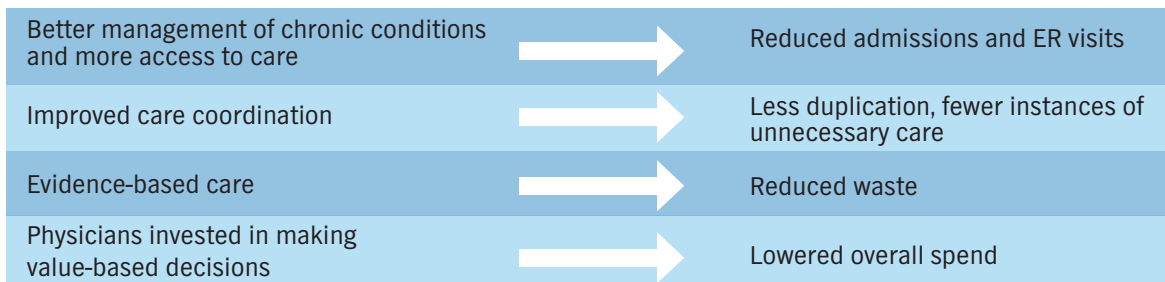 Better management of chronic conditions
and more access to care
Reduced admissions and ER visits
Improved care coordination
Less duplication, fewer instances of
unnecessary care
Evidence-based care
Reduced waste
Physicians invested in making
value-based decisions
Lowered overall spend